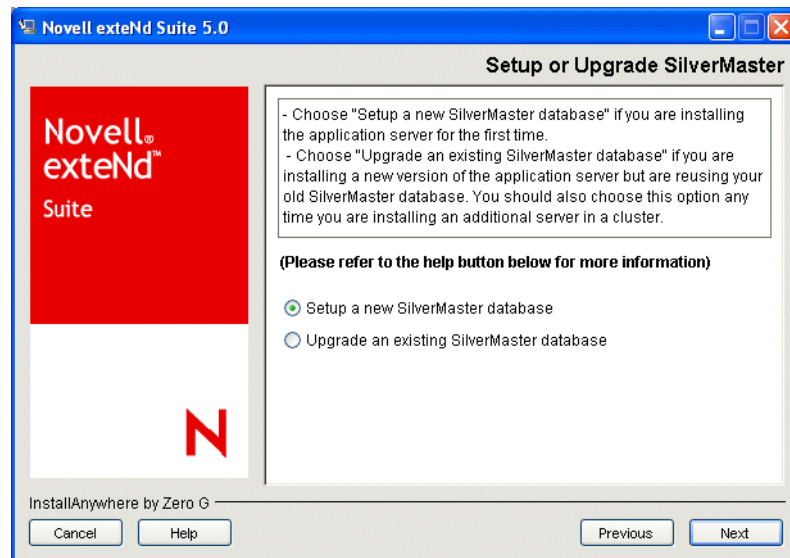 Novell exteNd Suite 5.0
Setup or Upgrade SilverMaster
Novell®
exteNd™
Suite
N
- Choose "Setup a new SilverMaster database" if you are installing
the application server for the first time.
- Choose "Upgrade an existing SilverMaster database" if you are
installing a new version of the application server but are reusing your
old SilverMaster database. You should also choose this option any
time you are installing an additional server in a cluster.
(Please refer to the help button below for more information)
Setup a new SilverMaster database
Upgrade an existing SilverMaster database
InstallAnywhere by Zero G
Cancel
Help
Previous
Next